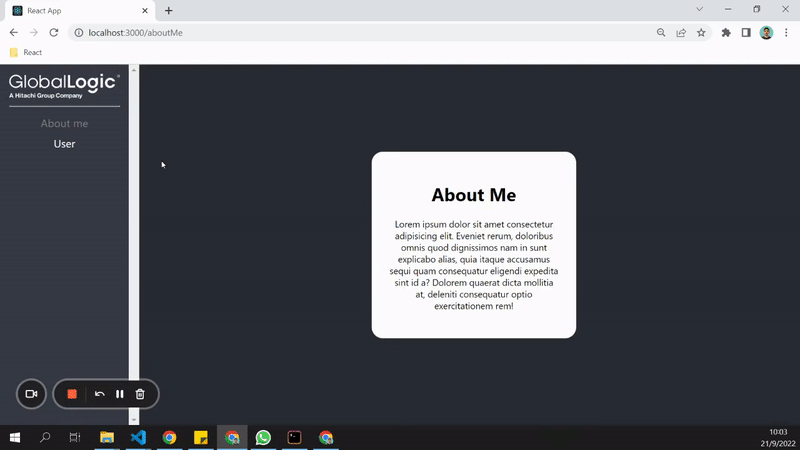 React App
localhost:3000/aboutMe
React
GlobalLogic
A Hitachi Group Company
About me
User
About Me
Lorem ipsum dolor sit amet consectetur
adipisicing elit. Eveniet rerum, doloribus
omnis quod dignissimos nam in sunt
explicabo alias, quia itaque accusamus
sequi quam consequatur eligendi expedita
sint id a? Dolorem quaerat dicta mollitia
at, deleniti consequatur optio
exercitationem rem!
10:03
21/9/2022